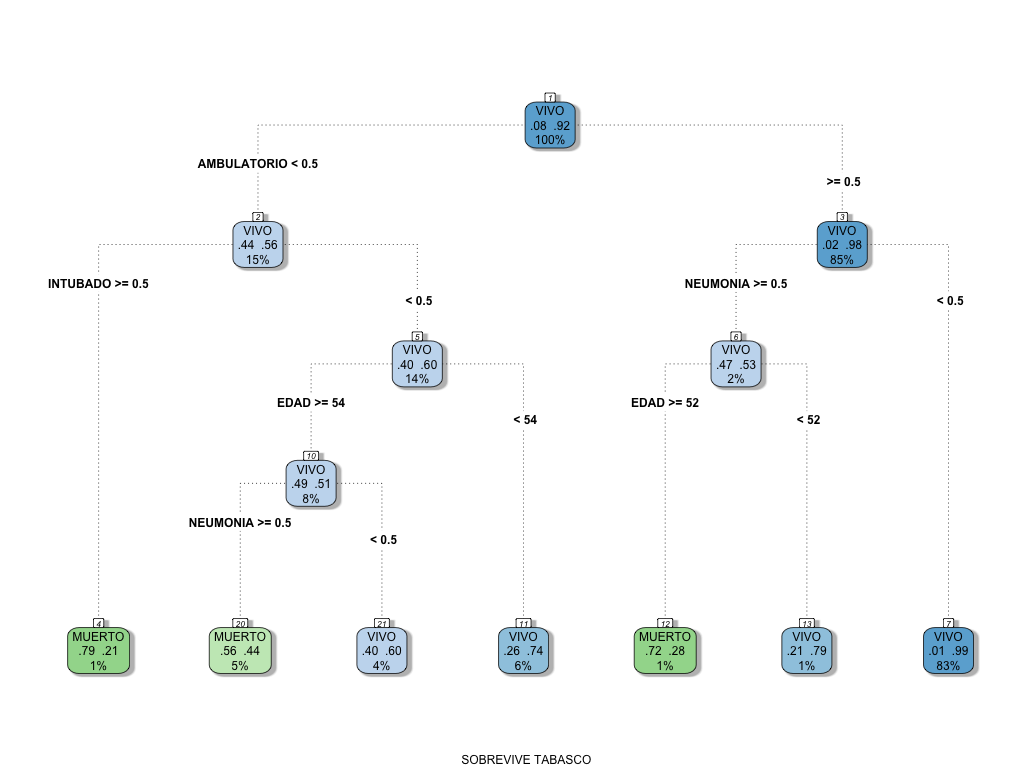 1
VIVO
.08 .92
100%
AMBULATORIO < 0.5
>= 0.5
2
VIVO
.44 .56
15%
3
VIVO
.02 .98
85%
INTUBADO >= 0.5
< 0.5
NEUMONIA >= 0.5
< 0.5
5
VIVO
.40 .60
14%
6
VIVO
.47 .53
2%
EDAD >= 54
< 54
EDAD >= 52
< 52
10
VIVO
.49 .51
8%
NEUMONIA >= 0.5
< 0.5
4
MUERTO
.79 .21
1%
20
MUERTO
.56 .44
5%
21
VIVO
.40 .60
4%
11
VIVO
.26 .74
6%
12
MUERTO
.72 .28
1%
13
VIVO
.21 .79
1%
7
VIVO
.01 .99
83%
SOBREVIVE TABASCO